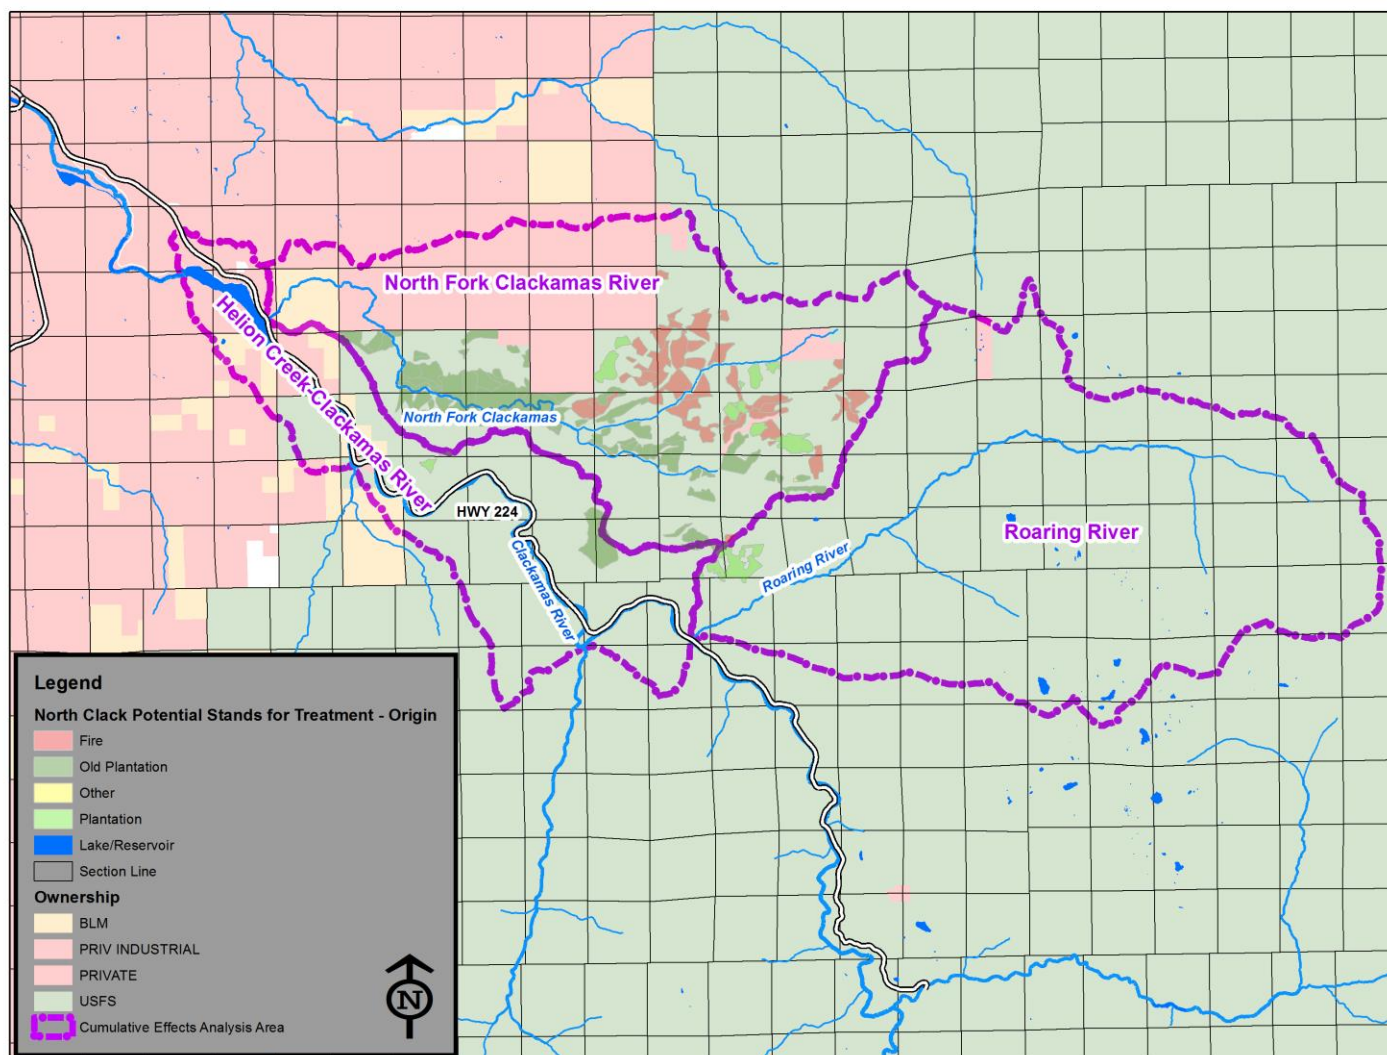 North Fork Clackamas River
Helion Creek-Clackamas River
North Fork Clackamas
HWY 224
Clackamas River
Roaring River
Roaring River
Legend
North Clack Potential Stands for Treatment - Origin
Fire
Old Plantation
Other
Plantation
Lake/Reservoir
Section Line
Ownership
BLM
PRIV INDUSTRIAL
PRIVATE
USFS
Cumulative Effects Analysis Area
N